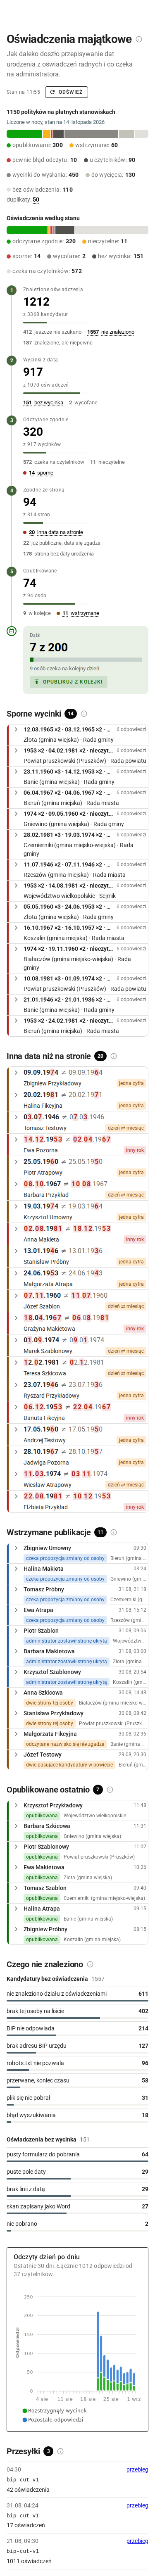 Oświadczenia majątkowe
Jak daleko doszło przepisywanie dat
urodzenia w oświadczeniach radnych i co czeka
na administratora.
Stan na 11:55
ODŚWIEŻ
1150 polityków na płatnych stanowiskach
Liczone w nocy, stan na 14 listopada 2026
opublikowane: 300
wstrzymane: 60
pewnie błąd odczytu: 10
u czytelników: 90
wyniki do wysłania: 450
do wycięcia: 130
bez oświadczenia: 110
duplikaty: 50
Oświadczenia według stanu
odczytane zgodnie: 320
nieczytelne: 11
sporne: 14
wycofane: 2
bez wycinka: 151
czeka na czytelników: 572
1
Znalezione oświadczenia
1212
z 3368 kandydatur
412 jeszcze nie szukano
1557 nie znaleziono
187 znalezione, ale niepewne
2
Wycinki z datą
917
z 1070 oświadczeń
151 bez wycinka
2 wycofane
3
Odczytane zgodnie
320
z 917 wycinków
572 czeka na czytelników
11 nieczytelne
14 sporne
4
Zgodne ze stroną
94
z 314 stron
20 inna data na stronie
22 już publiczne, data się zgadza
178 strona bez daty urodzenia
5
Opublikowane
74
z 94 osób
9 w kolejce
11 wstrzymane
Dziś
7 z 200
9 osób czeka na kolejny dzień.
OPUBLIKUJ Z KOLEJKI
Sporne wycinki 14
12.03.1965 ×2 · 03.12.1965 ×2 · ...
6 odpowiedzi
Złota (gmina wiejska) · Rada gminy
1953 ×2 · 04.02.1981 ×2 · nieczyt...
6 odpowiedzi
Powiat pruszkowski (Pruszków) · Rada powiatu
23.11.1960 ×3 · 14.12.1953 ×2 · ...
6 odpowiedzi
Banie (gmina wiejska) · Rada gminy
06.04.1967 ×2 · 04.06.1967 ×2 · ...
6 odpowiedzi
Bieruń (gmina miejska) · Rada miasta
1974 ×2 · 09.05.1960 ×2 · nieczyt...
6 odpowiedzi
Gniewino (gmina wiejska) · Rada gminy
28.02.1981 ×3 · 19.03.1974 ×2 · ...
6 odpowiedzi
Czernierniki (gmina miejsko-wiejska) · Rada
gminy
11.07.1946 ×2 · 07.11.1946 ×2 · ...
6 odpowiedzi
Rzeszów (gmina miejska) · Rada miasta
1953 ×2 · 14.08.1981 ×2 · nieczyt...
6 odpowiedzi
Województwo wielkopolskie · Sejmik
05.05.1960 ×3 · 24.06.1953 ×2 · ...
6 odpowiedzi
Złota (gmina wiejska) · Rada gminy
16.10.1967 ×2 · 16.10.1957 ×2 · ...
6 odpowiedzi
Koszalin (gmina miejska) · Rada miasta
1974 ×2 · 19.11.1960 ×2 · nieczyt...
6 odpowiedzi
Białaczów (gmina miejsko-wiejska) · Rada
gminy
10.08.1981 ×3 · 01.09.1974 ×2 · ...
6 odpowiedzi
Powiat pruszkowski (Pruszków) · Rada powiatu
21.01.1946 ×2 · 21.01.1936 ×2 · ...
6 odpowiedzi
Banie (gmina wiejska) · Rada gminy
1953 ×2 · 24.02.1981 ×2 · nieczyt...
6 odpowiedzi
Bieruń (gmina miejska) · Rada miasta
Inna data niż na stronie 20
09.09.1974 ≠ 09.09.1964
Zbigniew Przykładowy
jedna cyfra
20.02.1981 ≠ 20.02.1971
Halina Fikcyjna
jedna cyfra
03.07.1946 ≠ 07.03.1946
Tomasz Testowy
dzień ⇄ miesiąc
14.12.1953 ≠ 02.04.1967
Ewa Pozorna
inny rok
25.05.1960 ≠ 25.05.1950
Piotr Atrapowy
jedna cyfra
08.10.1967 ≠ 10.08.1967
Barbara Przykład
dzień ⇄ miesiąc
19.03.1974 ≠ 19.03.1964
Krzysztof Umowny
jedna cyfra
02.08.1981 ≠ 18.12.1953
Anna Makieta
inny rok
13.01.1946 ≠ 13.01.1936
Stanisław Próbny
jedna cyfra
24.06.1953 ≠ 24.06.1943
Małgorzata Atrapa
jedna cyfra
07.11.1960 ≠ 11.07.1960
Józef Szablon
dzień ⇄ miesiąc
18.04.1967 ≠ 06.08.1981
Grażyna Makietowa
inny rok
01.09.1974 ≠ 09.01.1974
Marek Szablonowy
dzień ⇄ miesiąc
12.02.1981 ≠ 02.12.1981
Teresa Szkicowa
dzień ⇄ miesiąc
23.07.1946 ≠ 23.07.1936
Ryszard Przykładowy
jedna cyfra
06.12.1953 ≠ 22.04.1967
Danuta Fikcyjna
inny rok
17.05.1960 ≠ 17.05.1950
Andrzej Testowy
jedna cyfra
28.10.1967 ≠ 28.10.1957
Jadwiga Pozorna
jedna cyfra
11.03.1974 ≠ 03.11.1974
Wiesław Atrapowy
dzień ⇄ miesiąc
22.08.1981 ≠ 10.12.1953
Elżbieta Przykład
inny rok
Wstrzymane publikacje 11
Zbigniew Umowny
09:30
czeka propozycja zmiany od osoby
Bieruń (gmina...
Halina Makieta
03:24
czeka propozycja zmiany od osoby
Gniewino (gmi...
Tomasz Próbny
31.08, 21:18
czeka propozycja zmiany od osoby
Ewa Atrapa
31.08, 15:12
czeka propozycja zmiany od osoby
Piotr Szablon
31.08, 09:06
administrator zostawił stronę ukrytą
Barbara Makietowa
31.08, 03:00
administrator zostawił stronę ukrytą
Krzysztof Szablonowy
30.08, 20:54
administrator zostawił stronę ukrytą
Anna Szkicowa
30.08, 14:48
dwie strony tej osoby
Białaczów (gmina miejsko-w...
Stanisław Przykładowy
30.08, 08:42
dwie strony tej osoby
Powiat pruszkowski (Pruszk...
Małgorzata Fikcyjna
30.08, 02:36
odczytane nazwisko się nie zgadza
Banie (gmina...
Józef Testowy
29.08, 20:30
dwie pasujące kandydatury w mieście
Bieruń (gm...
Opublikowane ostatnio 7
Krzysztof Przykładowy
11:48
opublikowana
Województwo wielkopolskie
Barbara Szkicowa
11:31
opublikowana
Gniewino (gmina wiejska)
Piotr Szablonowy
11:02
opublikowana
Powiat pruszkowski (Pruszków)
Ewa Makietowa
10:26
opublikowana
Złota (gmina wiejska)
Tomasz Szablon
09:40
opublikowana
Halina Atrapa
09:15
opublikowana
Banie (gmina wiejska)
Zbigniew Próbny
08:15
opublikowana
Koszalin (gmina miejska)
Czego nie znaleziono
Kandydatury bez oświadczenia 1557
nie znaleziono działu z oświadczeniami 611
brak tej osoby na liście 402
BIP nie odpowiada 214
brak adresu BIP urzędu 127
robots.txt nie pozwala 96
przerwane, koniec czasu 58
plik się nie pobrał 31
błąd wyszukiwania 18
Oświadczenia bez wycinka 151
pusty formularz do pobrania 64
puste pole daty 29
brak linii z datą 29
skan zapisany jako Word 27
nie pobrano 2
Odczyty dzień po dniu
Ostatnie 30 dni. Łącznie 1012 odpowiedzi od
37 czytelników.
Odpowiedzi
250
200
150
100
50
0
4 sie
11 sie
18 sie
25 sie
1 wrz
Rozstrzygnęły wycinek
Pozostałe odpowiedzi
Przesyłki 3
04:30
przebieg
bip-cut-v1
42 oświadczenia
31.08, 04:24
przebieg
bip-cut-v1
17 oświadczeń
21.08, 09:30
przebieg
bip-cut-v1
1011 oświadczeń